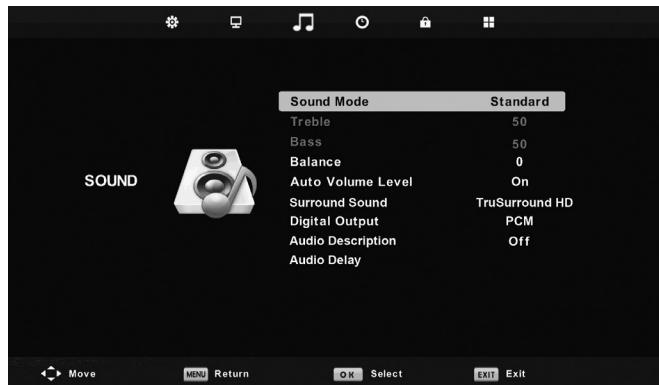 Sound Mode Standard
Treble 50
Bass 50
Balance 0
SOUND
Auto Volume Level On
Surround Sound TruSurround HD
Digital Output PCM
Audio Description Off
Audio Delay
Move MENU Return OK Select EXIT Exit